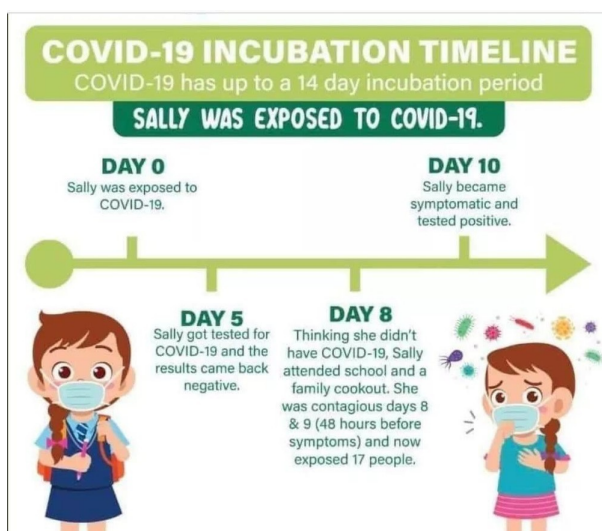 COVID-19 INCUBATION TIMELINE
COVID-19 has up to a 14 day incubation period
SALLY WAS EXPOSED TO COVID-19.
DAY 0
Sally was exposed to
COVID-19.
DAY 10
Sally became
symptomatic and
tested positive.
DAY 5
Sally got tested for
COVID-19 and the
results came back
negative.
DAY 8
Thinking she didn't
have COVID-19, Sally
attended school and a
family cookout. She
was contagious days 8
& 9 (48 hours before
symptoms) and now
exposed 17 people.